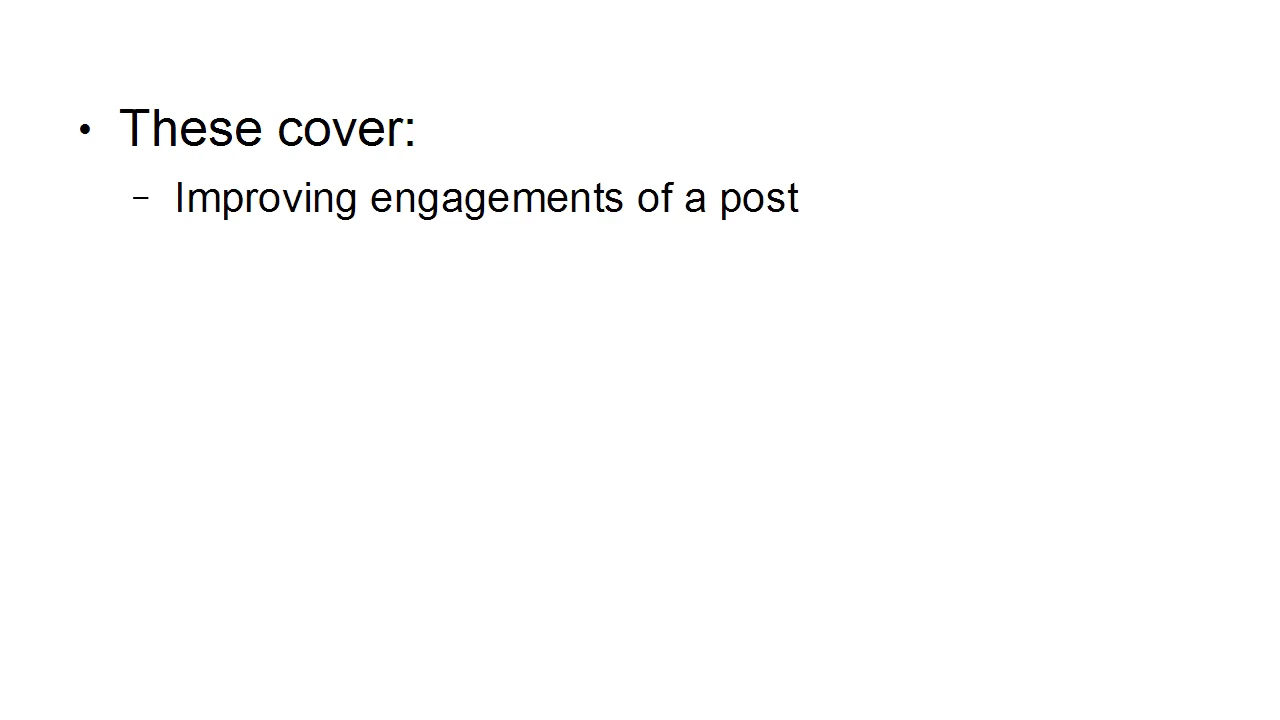 • These cover:
– Improving engagements of a post